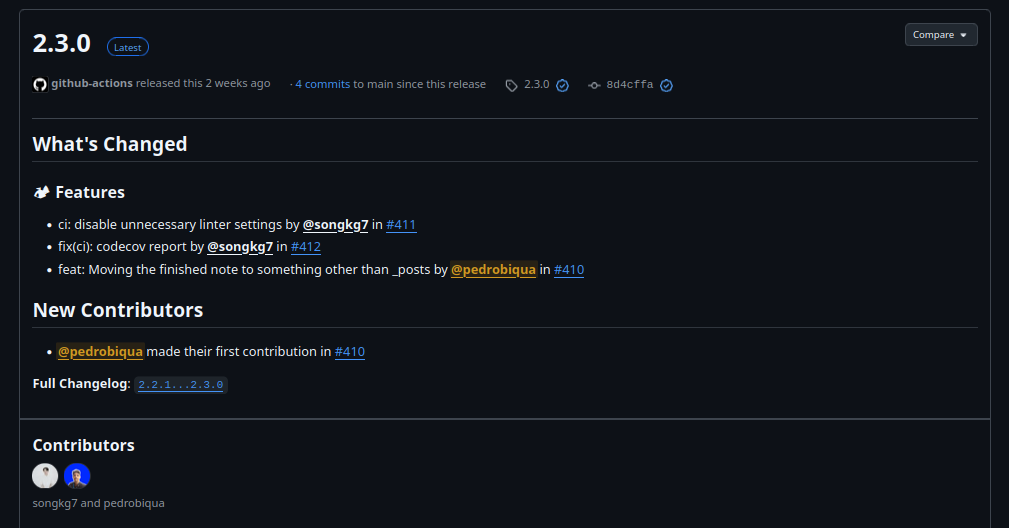 2.3.0 Latest Compare
github-actions released this 2 weeks ago · 4 commits to main since this release 2.3.0 8d4cffa
What's Changed
Features
• ci: disable unnecessary linter settings by @songkg7 in #411
• fix(ci): codecov report by @songkg7 in #412
• feat: Moving the finished note to something other than _posts by @pedrobiqua in #410
New Contributors
• @pedrobiqua made their first contribution in #410
Full Changelog: 2.2.1...2.3.0
Contributors
songkg7 and pedrobiqua